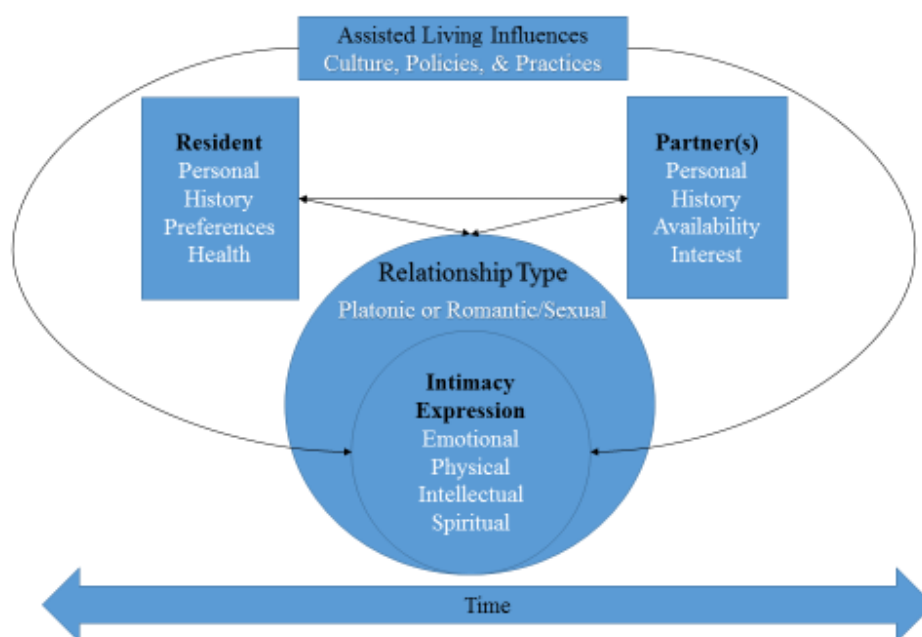 Assisted Living Influences
Culture, Policies, & Practices
Resident
Personal
History
Preferences
Health
Partner(s)
Personal
History
Availability
Interest
Relationship Type
Platonic or Romantic/Sexual
Intimacy
Expression
Emotional
Physical
Intellectual
Spiritual
Time